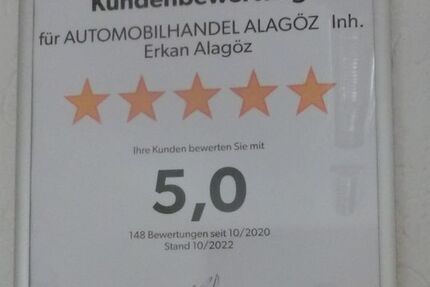 Kundenbewertung
für AUTOMOBILHANDEL ALAGÖZ Inh.
Erkan Alagöz
Ihre Kunden bewerten Sie mit
5,0
148 Bewertungen seit 10/2020
Stand 10/2022